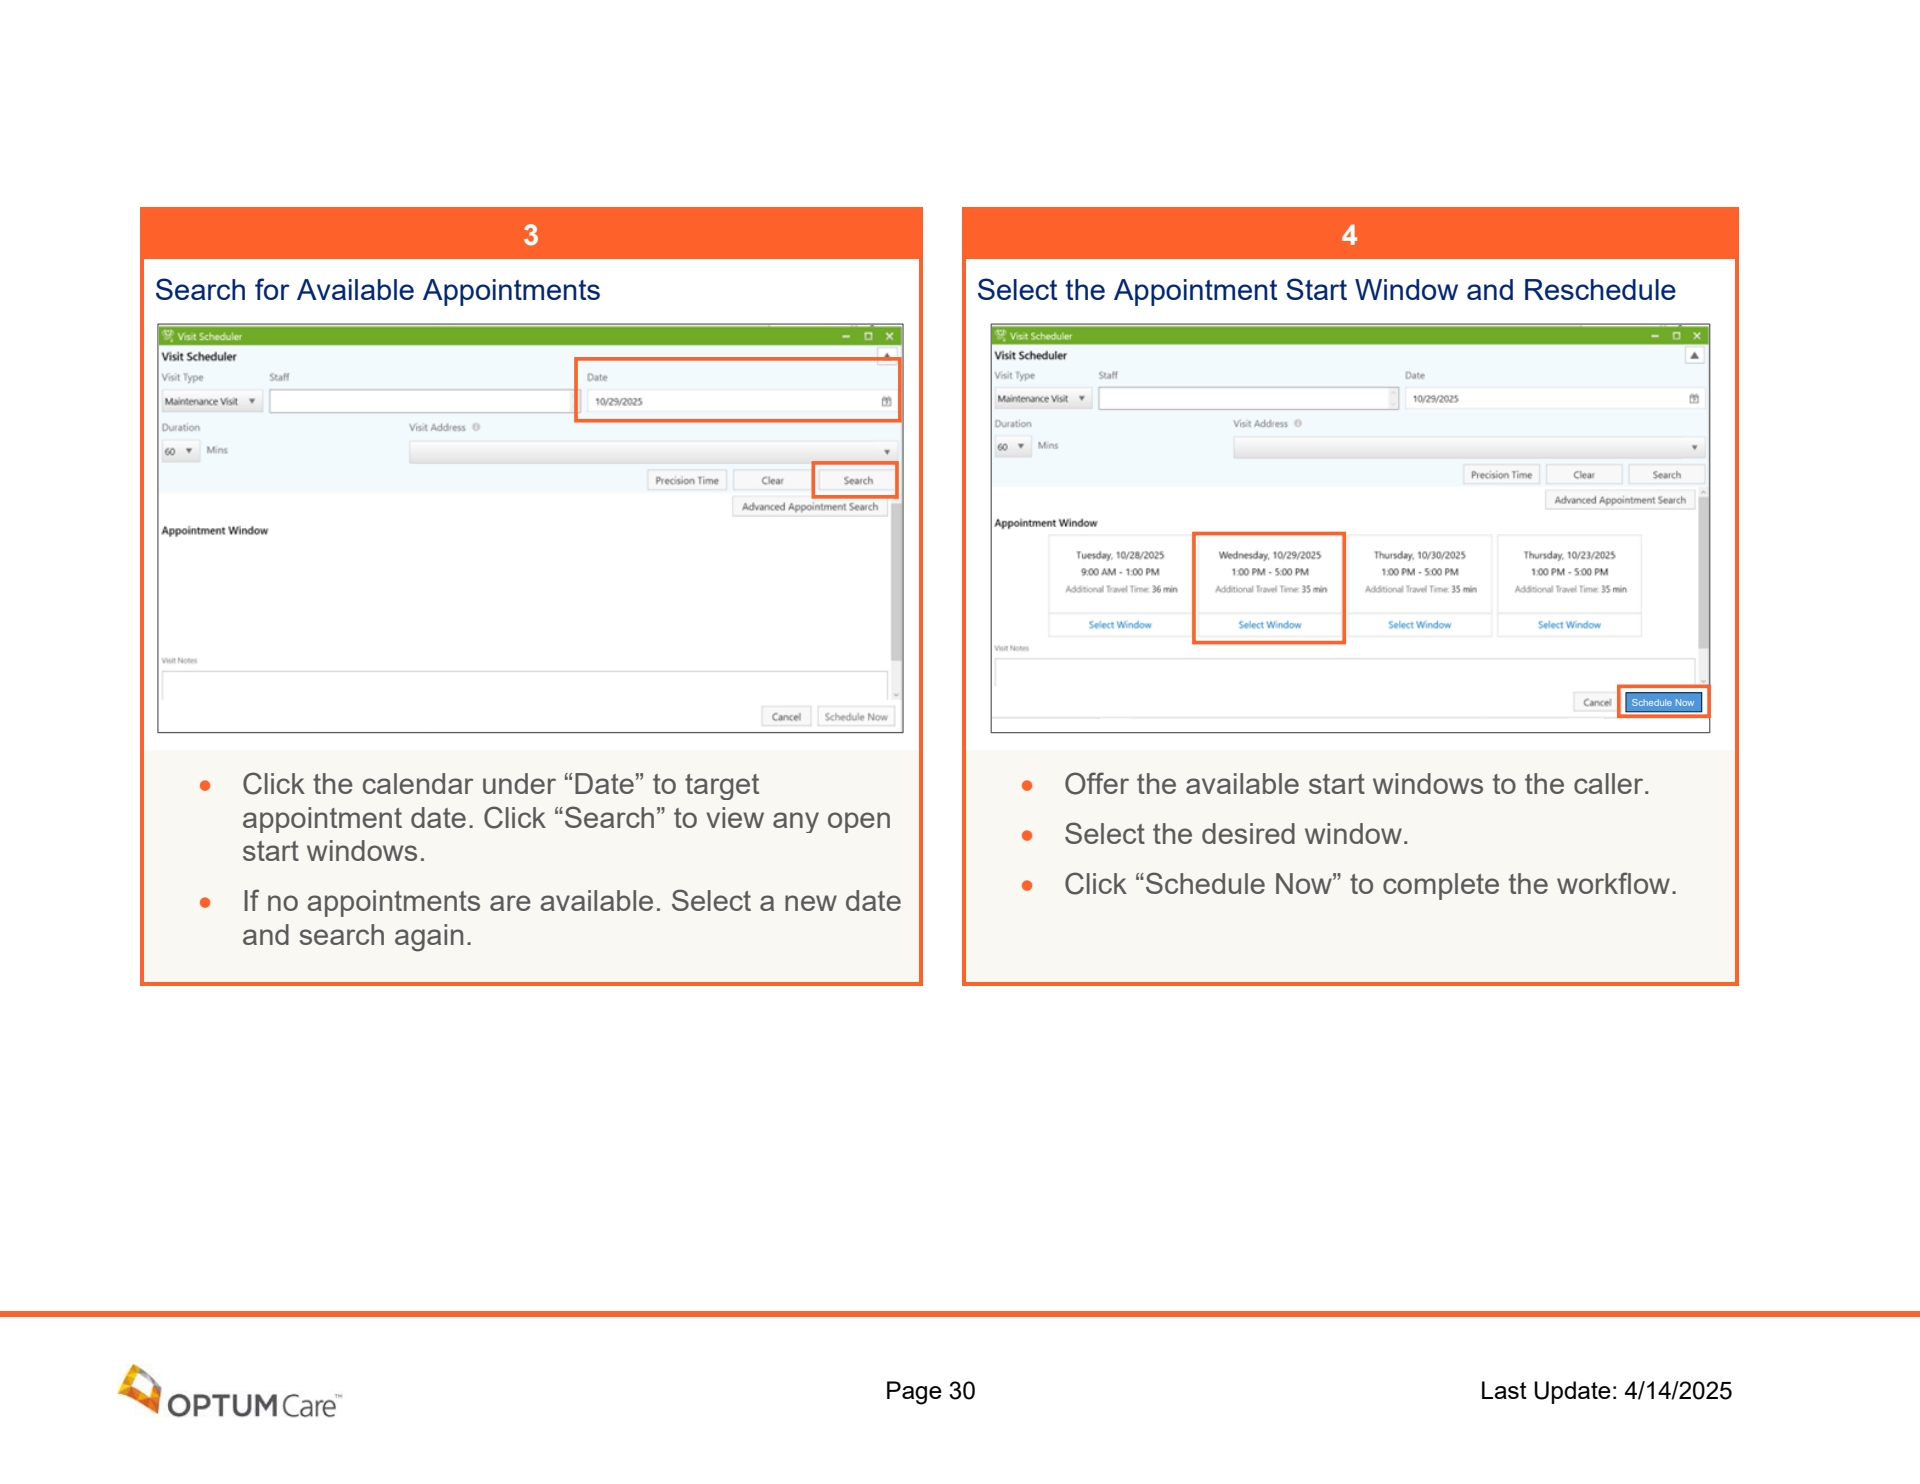 3
Search for Available Appointments
Visit Scheduler
Visit Scheduler
Visit Type Staff Date
Maintenance Visit 10/29/2025
Duration Visit Address
60 Mins
Precision Time Clear Search
Advanced Appointment Search
Appointment Window
Visit Notes
Cancel Schedule Now
• Click the calendar under “Date” to target
appointment date. Click “Search” to view any open
start windows.
• If no appointments are available. Select a new date
and search again.
4
Select the Appointment Start Window and Reschedule
Visit Scheduler
Visit Scheduler
Visit Type Staff Date
Maintenance Visit 10/29/2025
Duration Visit Address
60 Mins
Precision Time Clear Search
Advanced Appointment Search
Appointment Window
Tuesday, 10/28/2025 Wednesday, 10/29/2025 Thursday, 10/30/2025 Thursday, 10/23/2025
9:00 AM - 1:00 PM 1:00 PM - 5:00 PM 1:00 PM - 5:00 PM 1:00 PM - 5:00 PM
Additional Travel Time: 36 min Additional Travel Time: 35 min Additional Travel Time: 35 min Additional Travel Time: 35 min
Select Window Select Window Select Window Select Window
Visit Notes
Cancel Schedule Now
• Offer the available start windows to the caller.
• Select the desired window.
• Click “Schedule Now” to complete the workflow.
OPTUMCare™ Page 30 Last Update: 4/14/2025